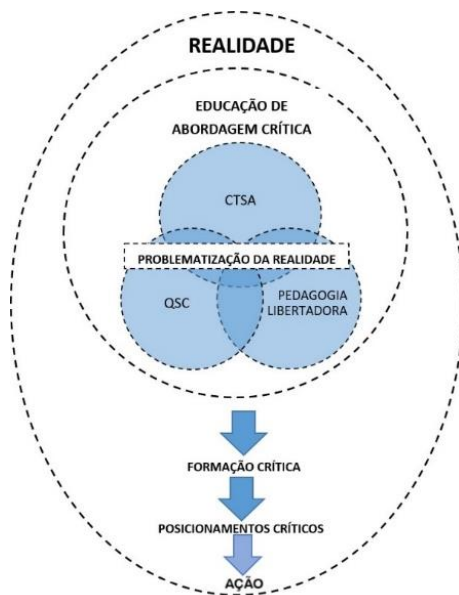 REALIDADE
EDUCAÇÃO DE
ABORDAGEM CRÍTICA
CTSA
PROBLEMATIZAÇÃO DA REALIDADE
QSC
PEDAGOGIA
LIBERTADORA
FORMAÇÃO CRÍTICA
POSICIONAMENTOS CRÍTICOS
AÇÃO